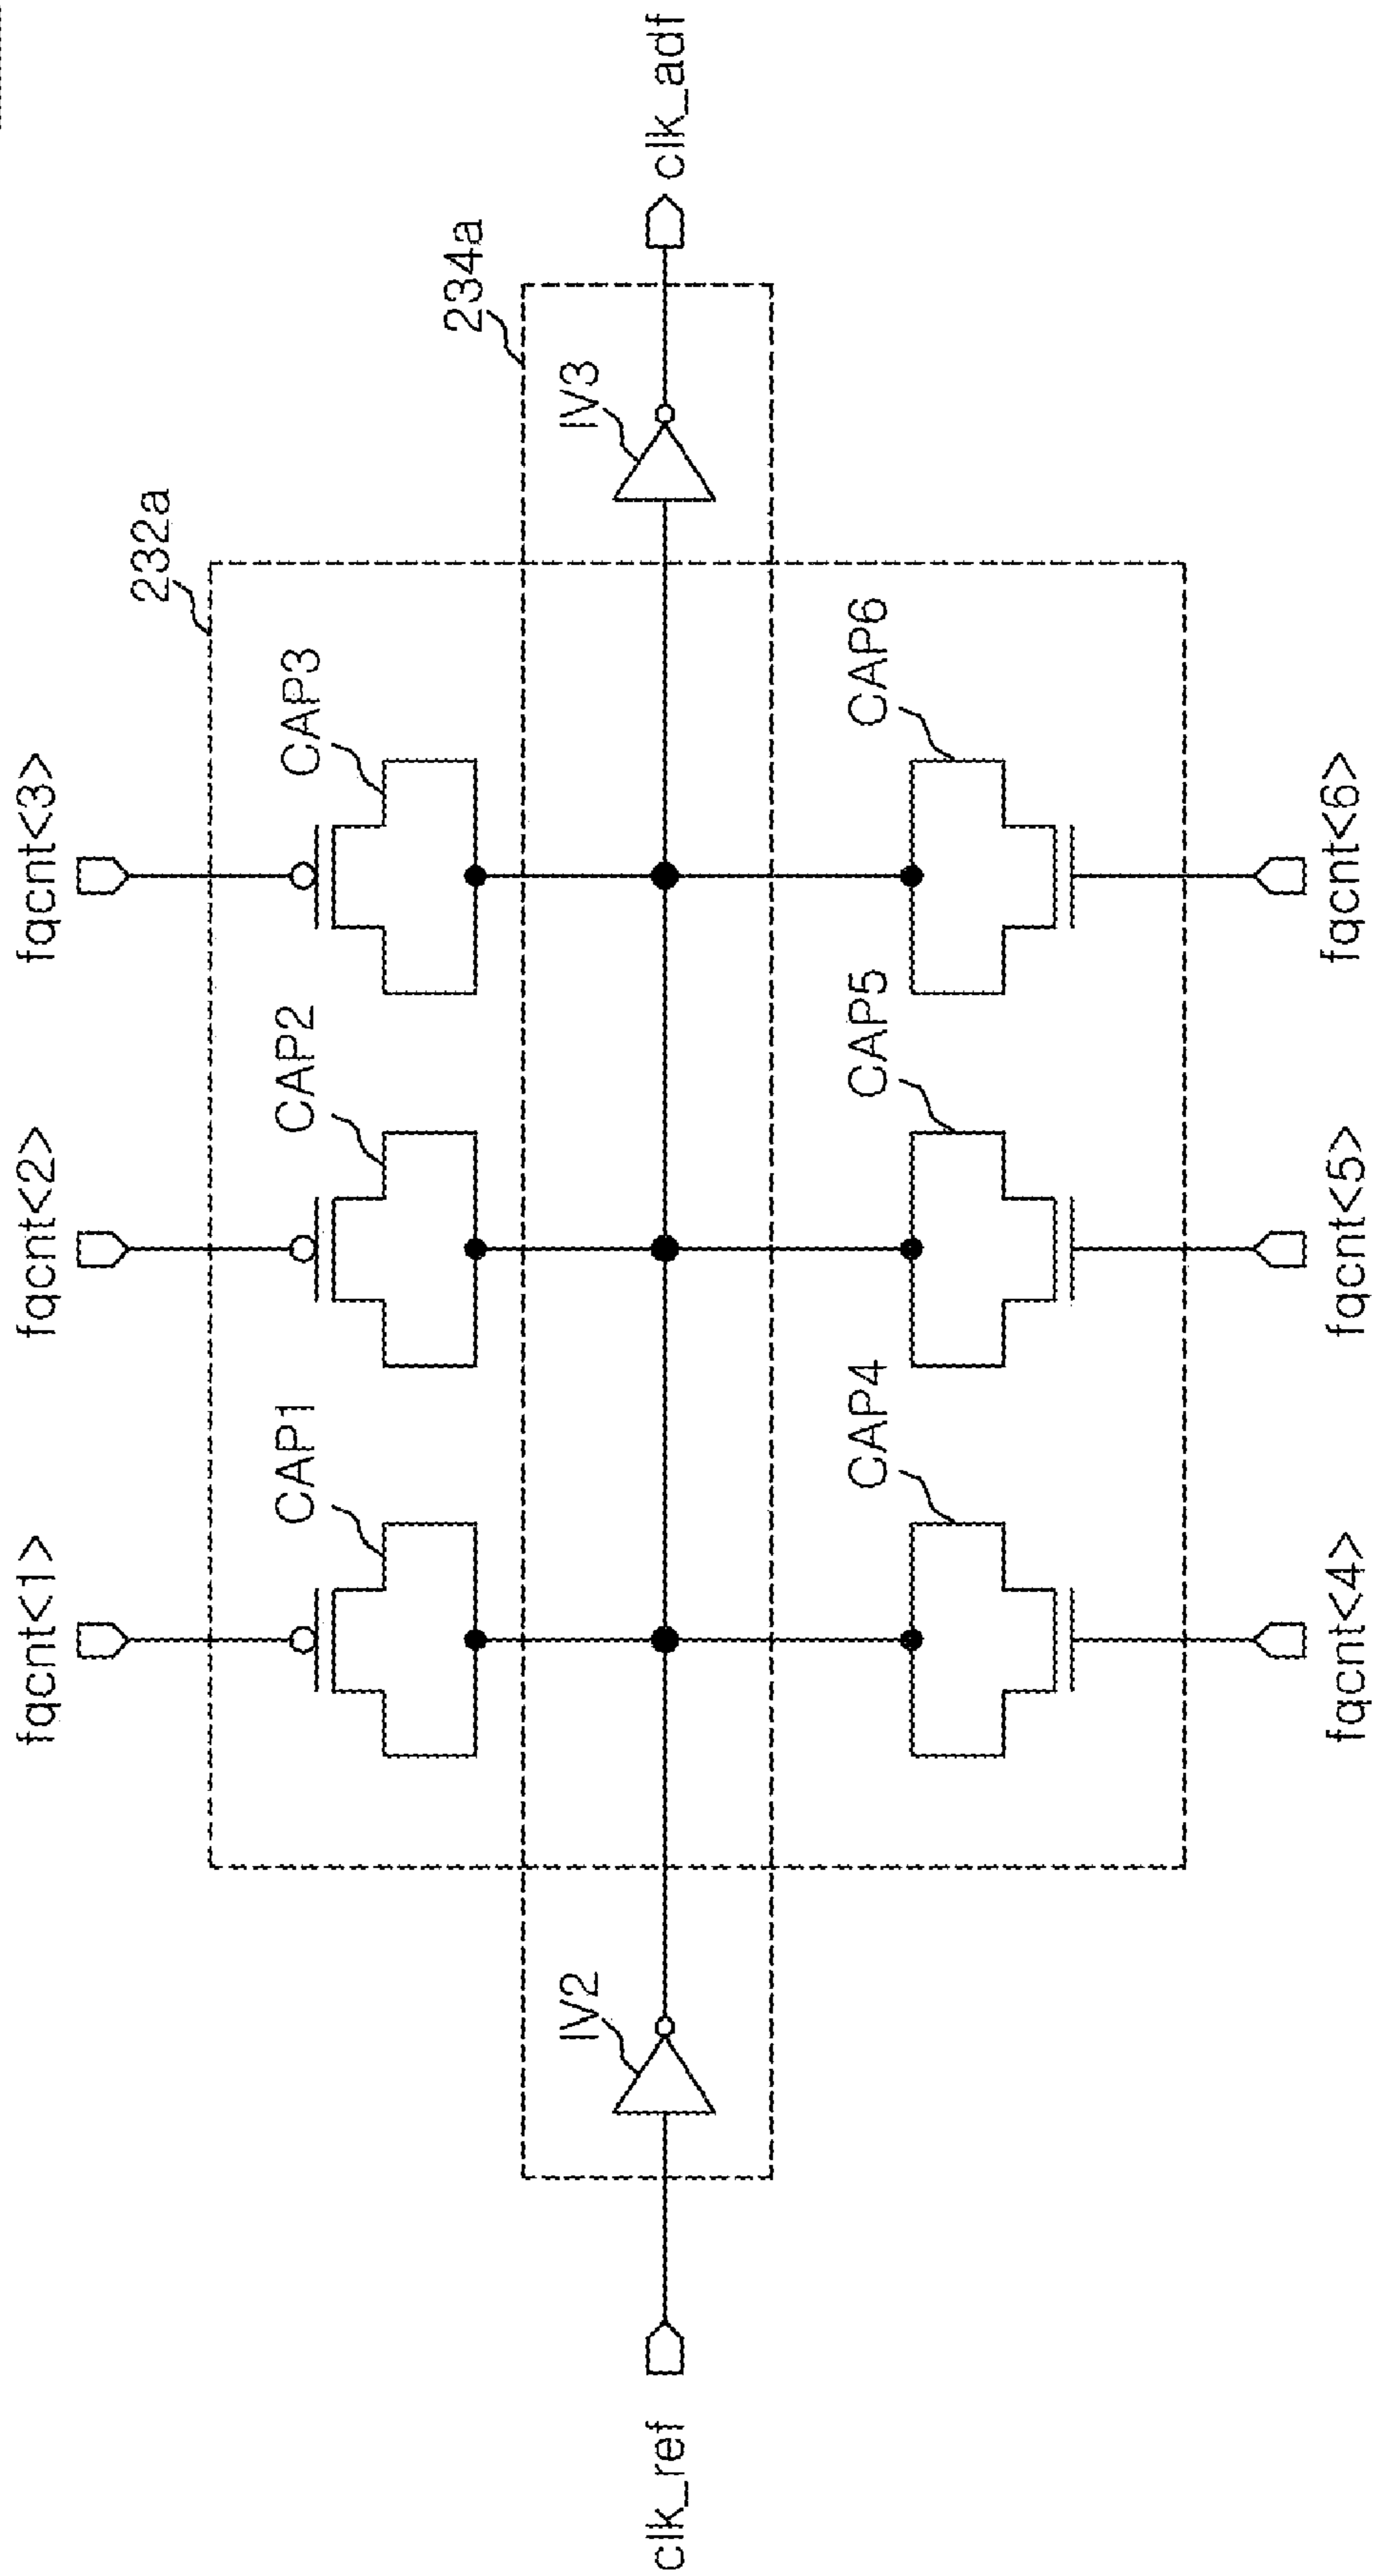 fqcnt<1>
fqcnt<2>
fqcnt<3>
232a
CAP1
CAP2
CAP3
234a
IV2
IV3
clk_ref
clk_adf
CAP4
CAP5
CAP6
fqcnt<4>
fqcnt<5>
fqcnt<6>